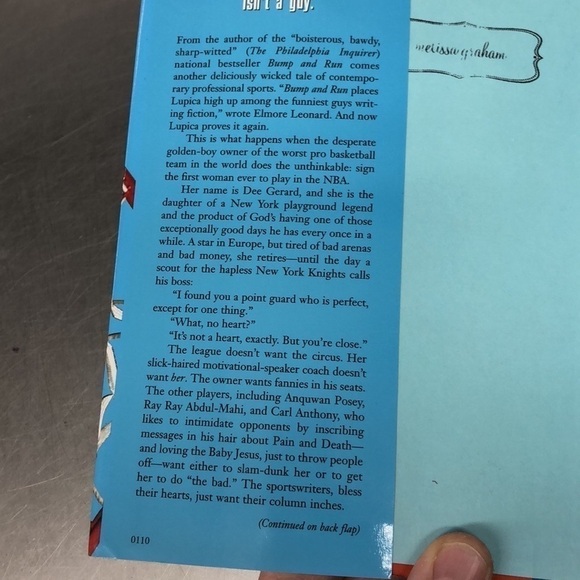 isn't a guy.
From the author of the "boisterous, bawdy,
sharp-witted" (The Philadelphia Inquirer)
national bestseller Bump and Run comes
another deliciously wicked tale of contempo-
rary professional sports. "Bump and Run places
Lupica high up among the funniest guys writ-
ing fiction," wrote Elmore Leonard. And now
Lupica proves it again.
This is what happens when the desperate
golden-boy owner of the worst pro basketball
team in the world does the unthinkable: sign
the first woman ever to play in the NBA.
Her name is Dee Gerard, and she is the
daughter of a New York playground legend
and the product of God's having one of those
exceptionally good days he has every once in a
while. A star in Europe, but tired of bad arenas
and bad money, she retires—until the day a
scout for the hapless New York Knights calls
his boss:
"I found you a point guard who is perfect,
except for one thing."
"What, no heart?"
"It's not a heart, exactly. But you're close."
The league doesn't want the circus. Her
slick-haired motivational-speaker coach doesn't
want her. The owner wants fannies in his seats.
The other players, including Anquwan Posey,
Ray Ray Abdul-Mahi, and Carl Anthony, who
likes to intimidate opponents by inscribing
messages in his hair about Pain and Death—
and loving the Baby Jesus, just to throw people
off—want either to slam-dunk her or to get
her to do "the bad." The sportswriters, bless
their hearts, just want their column inches.
(Continued on back flap)
0110
melissa graham